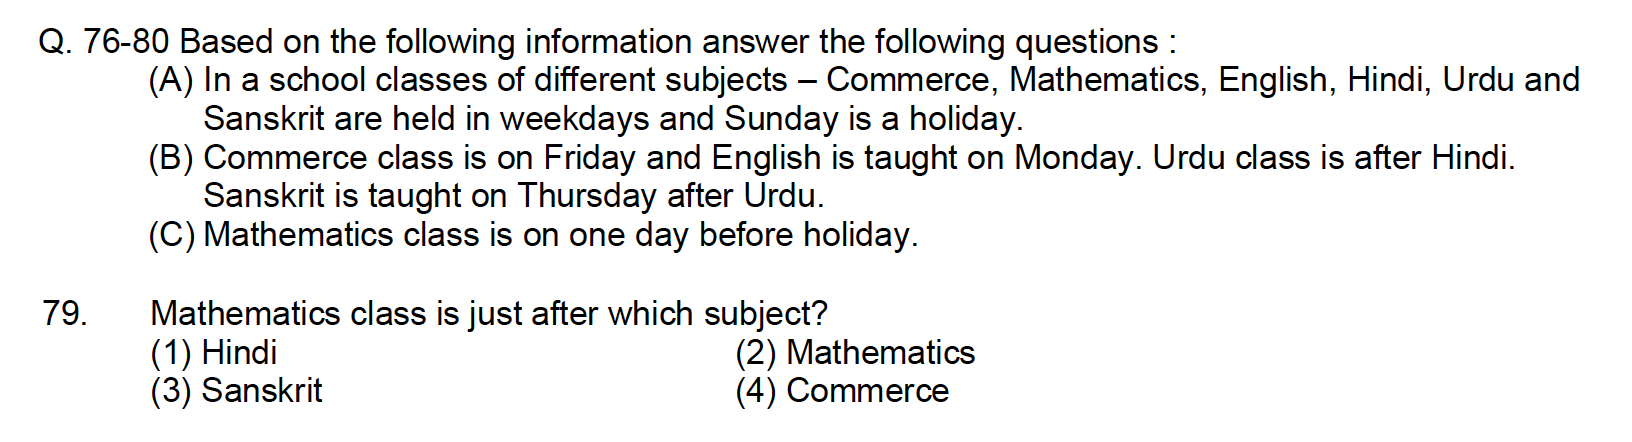 Q. 76-80 Based on the following information answer the following questions :
(A) In a school classes of different subjects – Commerce, Mathematics, English, Hindi, Urdu and
Sanskrit are held in weekdays and Sunday is a holiday.
(B) Commerce class is on Friday and English is taught on Monday. Urdu class is after Hindi.
Sanskrit is taught on Thursday after Urdu.
(C) Mathematics class is on one day before holiday.
79. Mathematics class is just after which subject?
(1) Hindi (2) Mathematics
(3) Sanskrit (4) Commerce